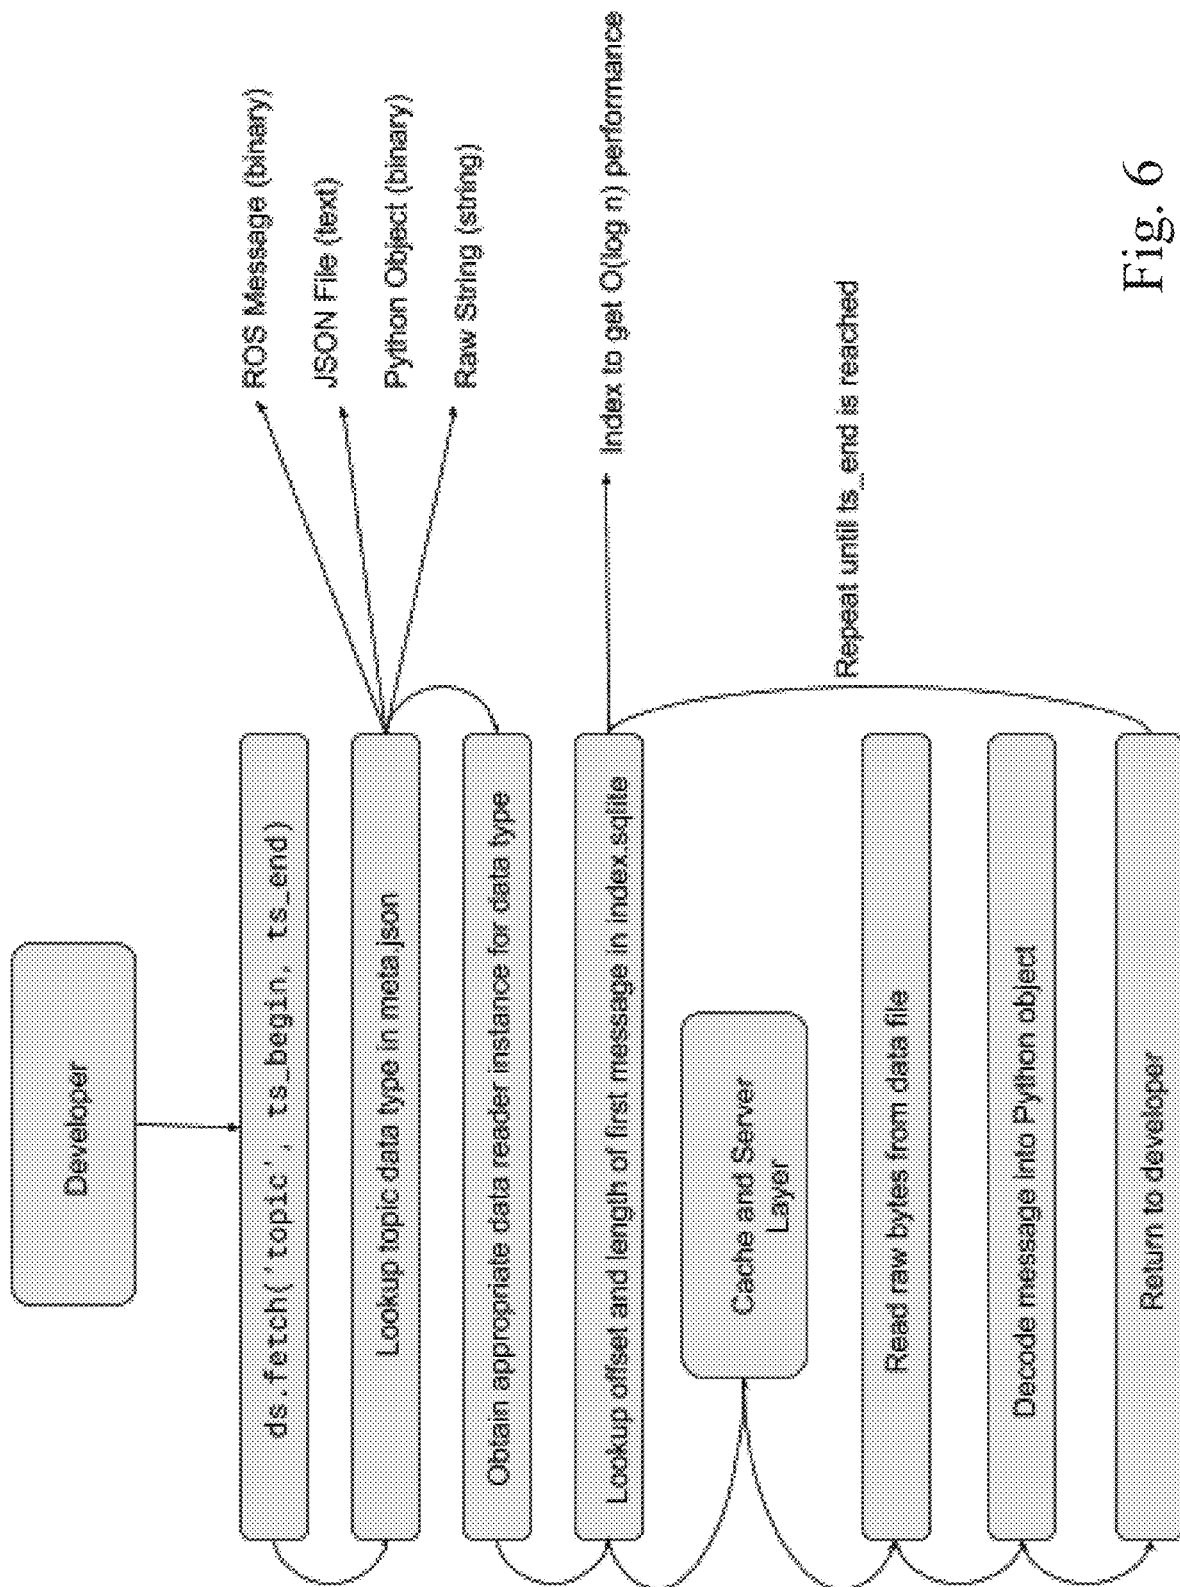 Developer
ds.fetch('topic', ts_begin, ts_end)
Lookup topic data type in meta.json
ROS Message (binary)
JSON File (text)
Python Object (binary)
Raw String (string)
Obtain appropriate data reader instance for data type
Lookup offset and length of first message in index.sqlite
Index to get O(log n) performance
Cache and Server
Layer
Repeat until ts_end is reached
Read raw bytes from data file
Decode message into Python object
Return to developer
Fig. 6